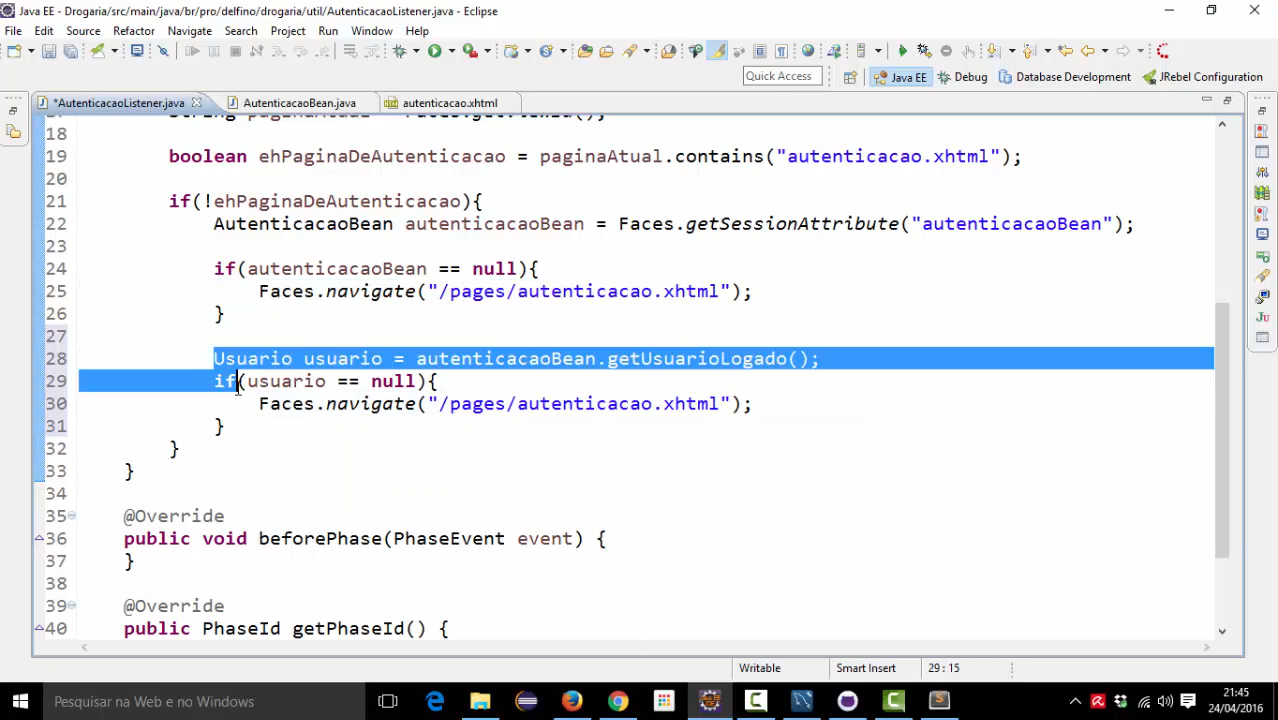 Java EE - Drogaria/src/main/java/br/pro/delfino/drogaria/util/AutenticacaoListener.java - Eclipse
File Edit Source Refactor Navigate Search Project Run Window Help
Quick Access
Java EE
Debug
Database Development
JRebel Configuration
*AutenticacaoListener.java
AutenticacaoBean.java
autenticacao.xhtml
18
19 boolean ehPaginaDeAutenticacao = paginaAtual.contains("autenticacao.xhtml");
20
21 if(!ehPaginaDeAutenticacao){
22 AutenticacaoBean autenticacaoBean = Faces.getSessionAttribute("autenticacaoBean");
23
24 if(autenticacaoBean == null){
25 Faces.navigate("/pages/autenticacao.xhtml");
26 }
27
28 Usuario usuario = autenticacaoBean.getUsuarioLogado();
29 if(usuario == null){
30 Faces.navigate("/pages/autenticacao.xhtml");
31 }
32 }
33 }
34
35 @Override
36 public void beforePhase(PhaseEvent event) {
37 }
38
39 @Override
40 public PhaseId getPhaseId() {
Writable
Smart Insert
29 : 15
Pesquisar na Web e no Windows
21:45
24/04/2016